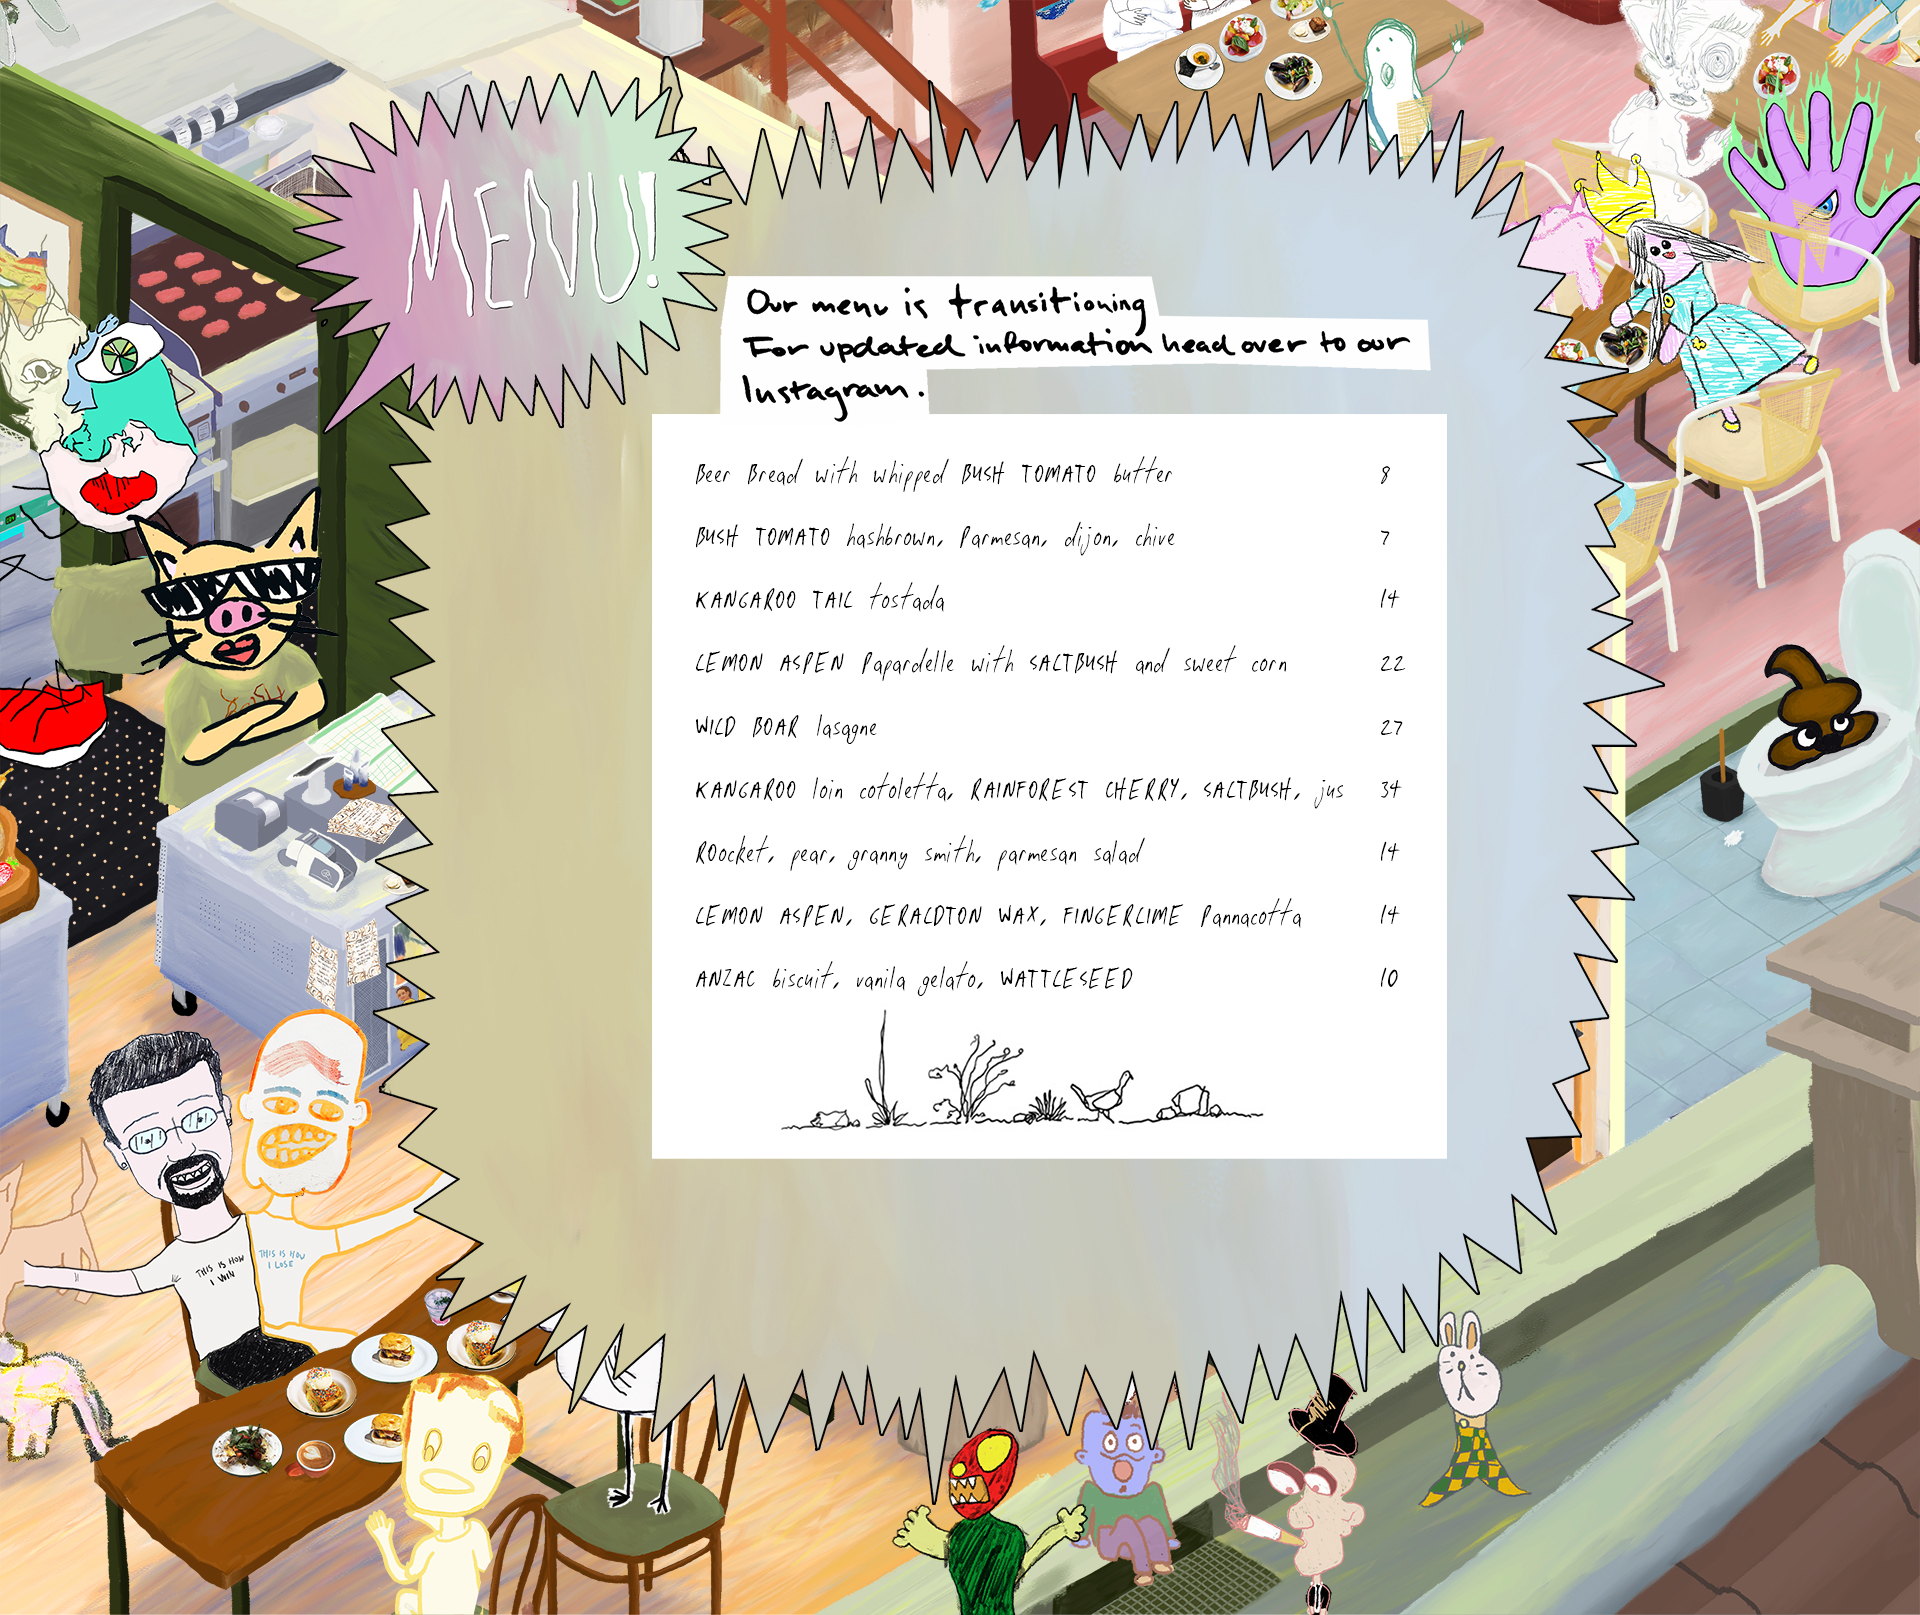 MENU!
Our menu is transitioning
For updated information head over to our
Instagram.
Beer Bread with whipped BUSH TOMATO butter 8
BUSH TOMATO hashbrown, Parmesan, dijon, chive 7
KANGAROO TAIL tostada 14
LEMON ASPEN Papardelle with SALTBUSH and sweet corn 22
WILD BOAR lasagne 27
KANGAROO loin cotoletta, RAINFOREST CHERRY, SALTBUSH, jus 34
ROocket, pear, granny smith, parmesan salad 14
LEMON ASPEN, GERALDTON WAX, FINGERLIME Pannacotta 14
ANZAC biscuit, vanila gelato, WATTLESEED 10
THIS IS HOW
I WIN
THIS IS HOW
I LOSE